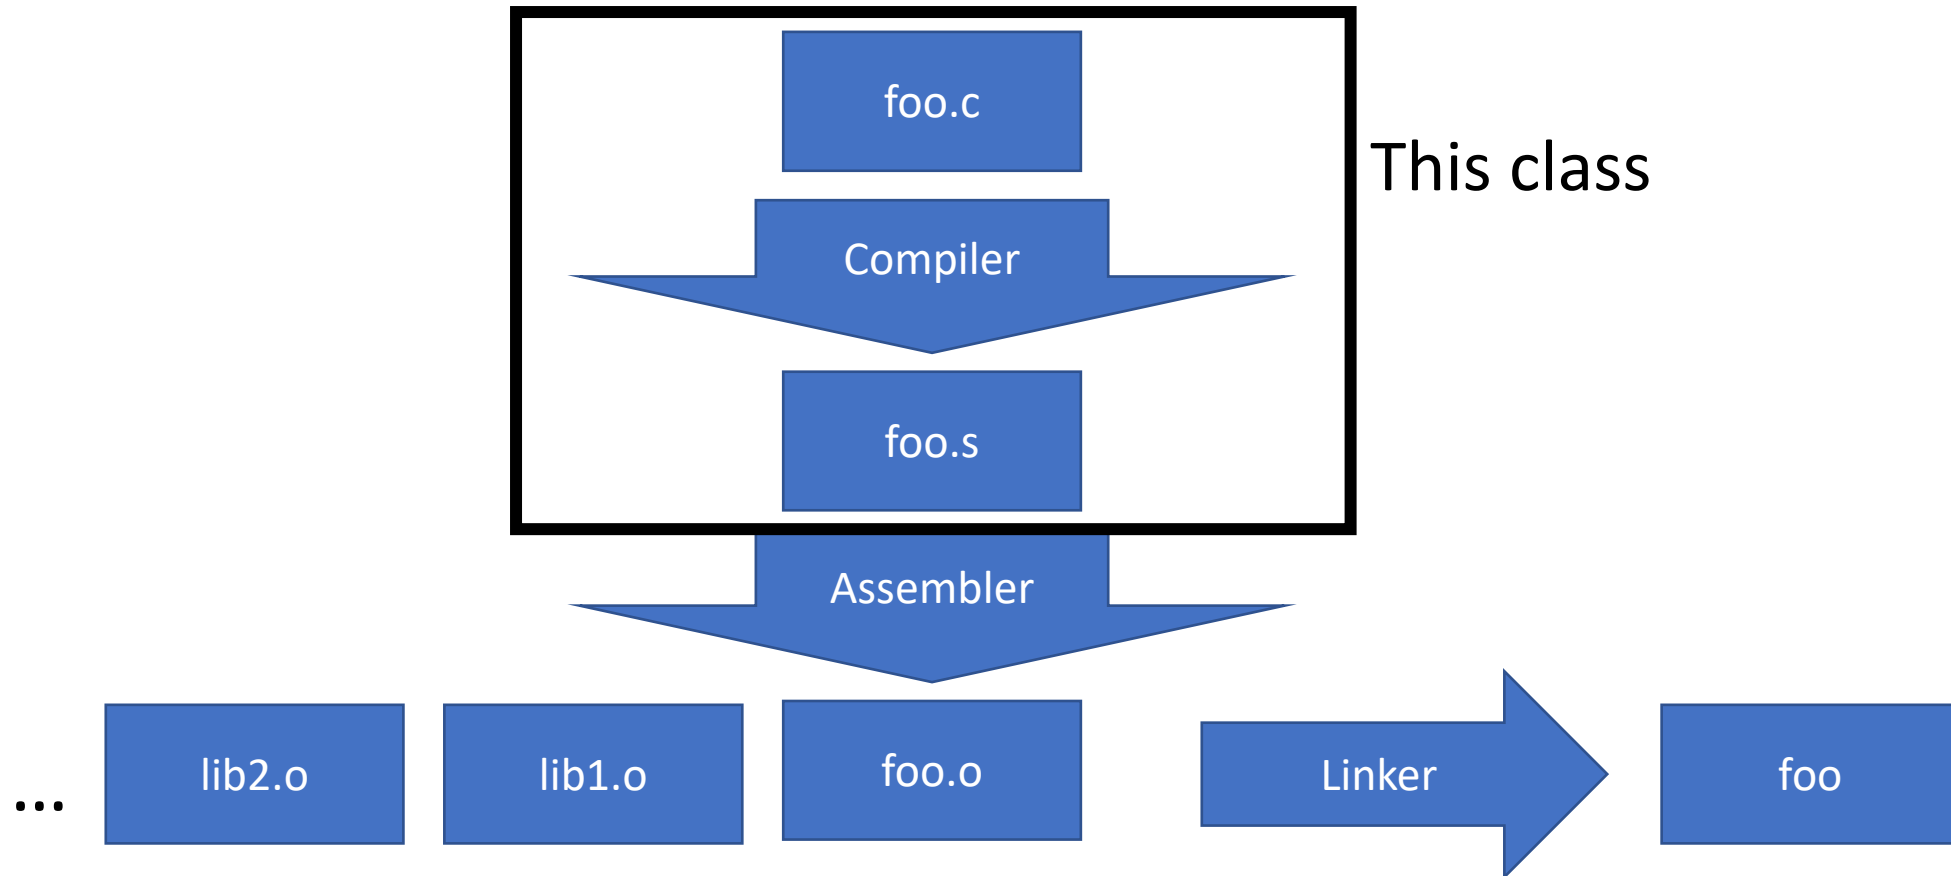 foo.c
This class
Compiler
foo.s
Assembler
... lib2.o lib1.o foo.o Linker foo